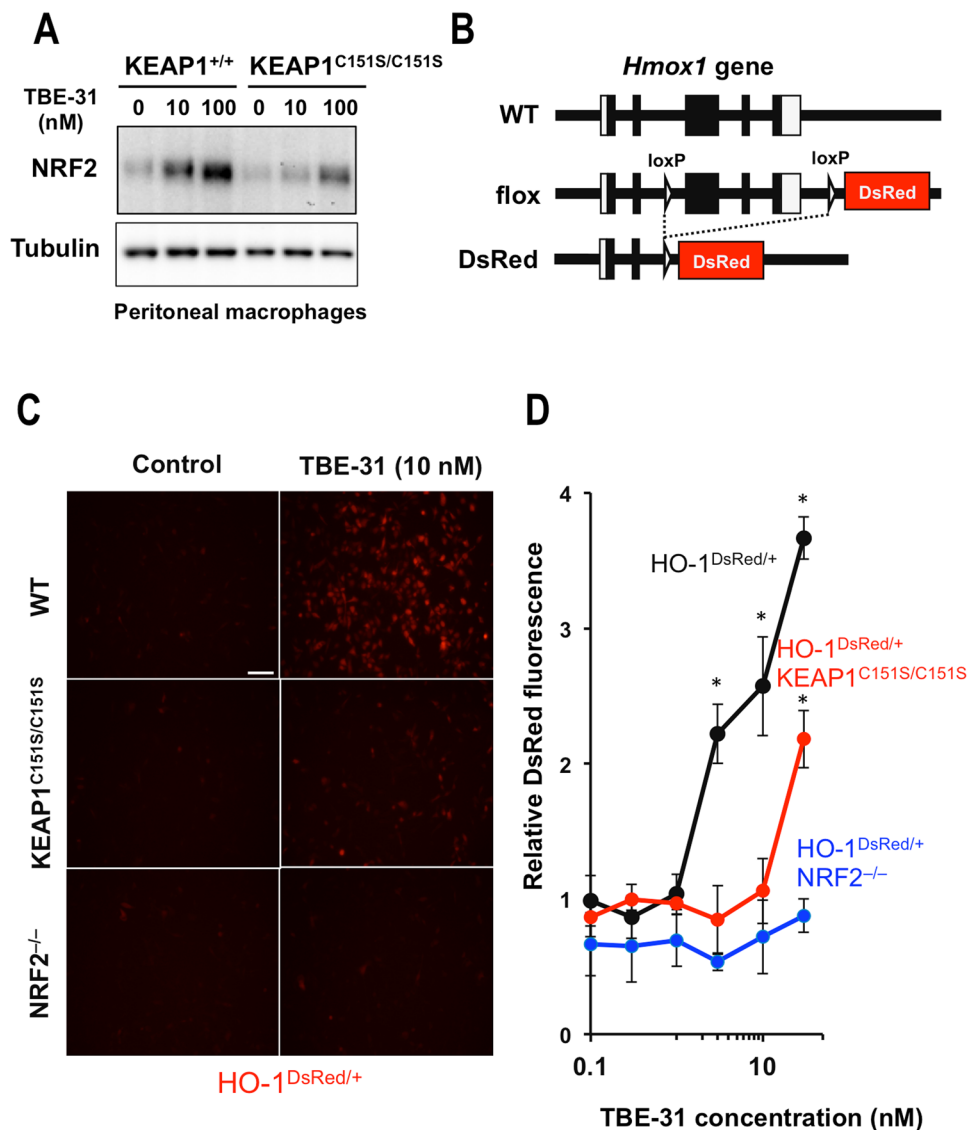 A
KEAP1+/+ KEAP1C151S/C151S
TBE-31
(nM)
0 10 100 0 10 100
NRF2
Tubulin
Peritoneal macrophages
B
Hmox1 gene
WT
loxP loxP
flox
DsRed
DsRed
DsRed
C
Control TBE-31 (10 nM)
WT
KEAP1C151S/C151S
NRF2–/–
HO-1DsRed/+
D
Relative DsRed fluorescence
4
3
2
1
0
0.1 10
TBE-31 concentration (nM)
*
*
*
*
HO-1DsRed/+
HO-1DsRed/+
KEAP1C151S/C151S
HO-1DsRed/+
NRF2–/–